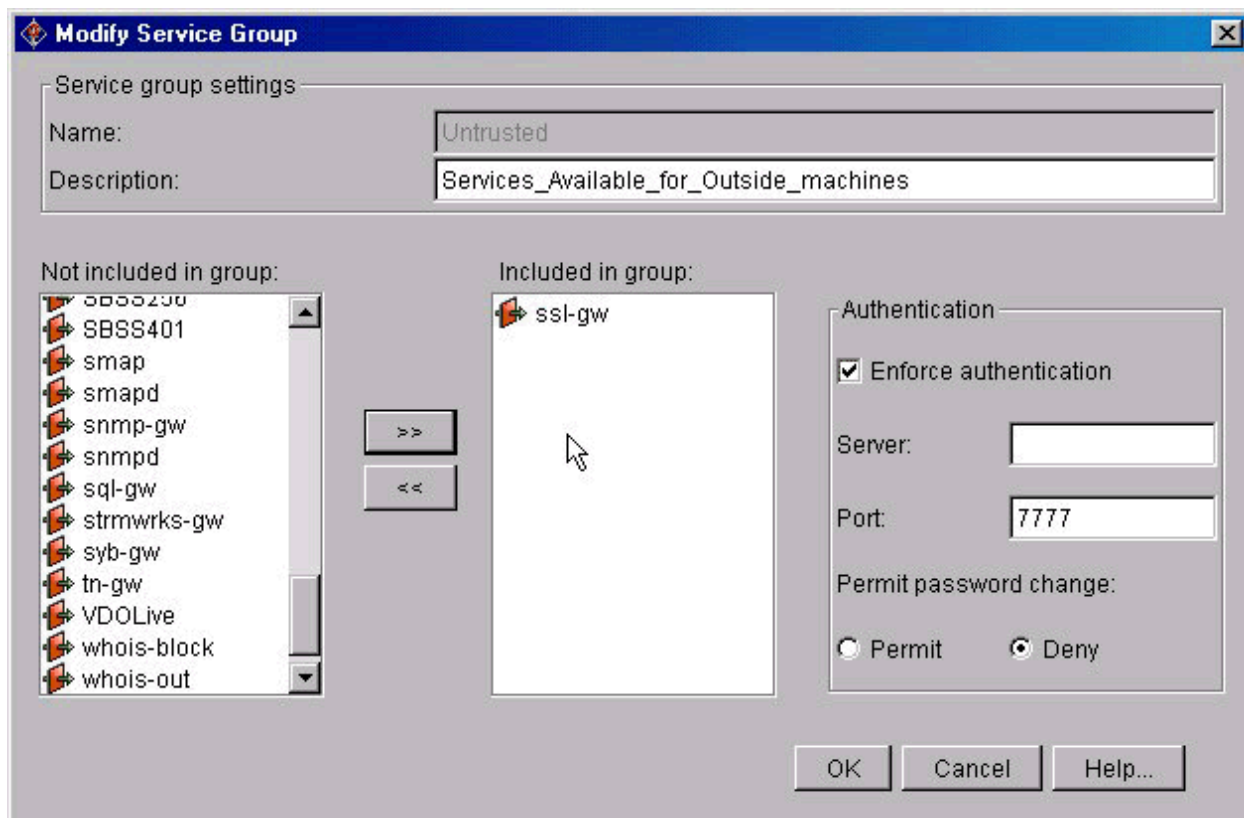 Modify Service Group
Service group settings
Name: Untrusted
Description: Services_Available_for_Outside_machines
Not included in group:
SBSS401
smap
smapd
snmp-gw
snmpd
sql-gw
strmwrks-gw
syb-gw
tn-gw
VDOLive
whois-block
whois-out
>>
<<
Included in group:
ssl-gw
Authentication
Enforce authentication
Server:
Port: 7777
Permit password change:
Permit Deny
OK Cancel Help...